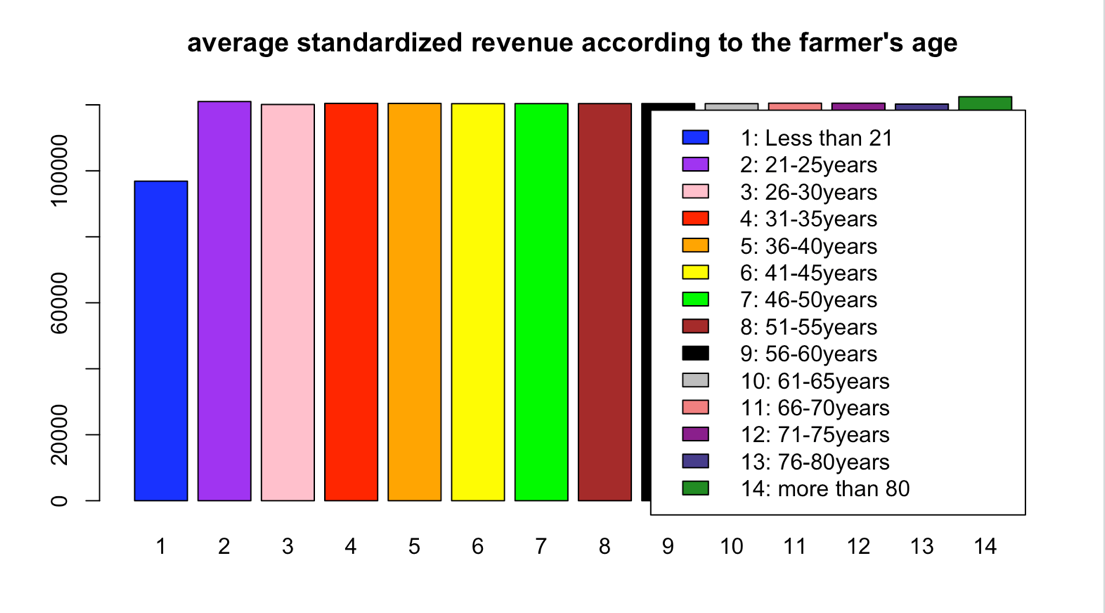 average standardized revenue according to the farmer's age
100000
60000
20000
0
1: Less than 21
2: 21-25years
3: 26-30years
4: 31-35years
5: 36-40years
6: 41-45years
7: 46-50years
8: 51-55years
9: 56-60years
10: 61-65years
11: 66-70years
12: 71-75years
13: 76-80years
14: more than 80
1 2 3 4 5 6 7 8 9 10 11 12 13 14